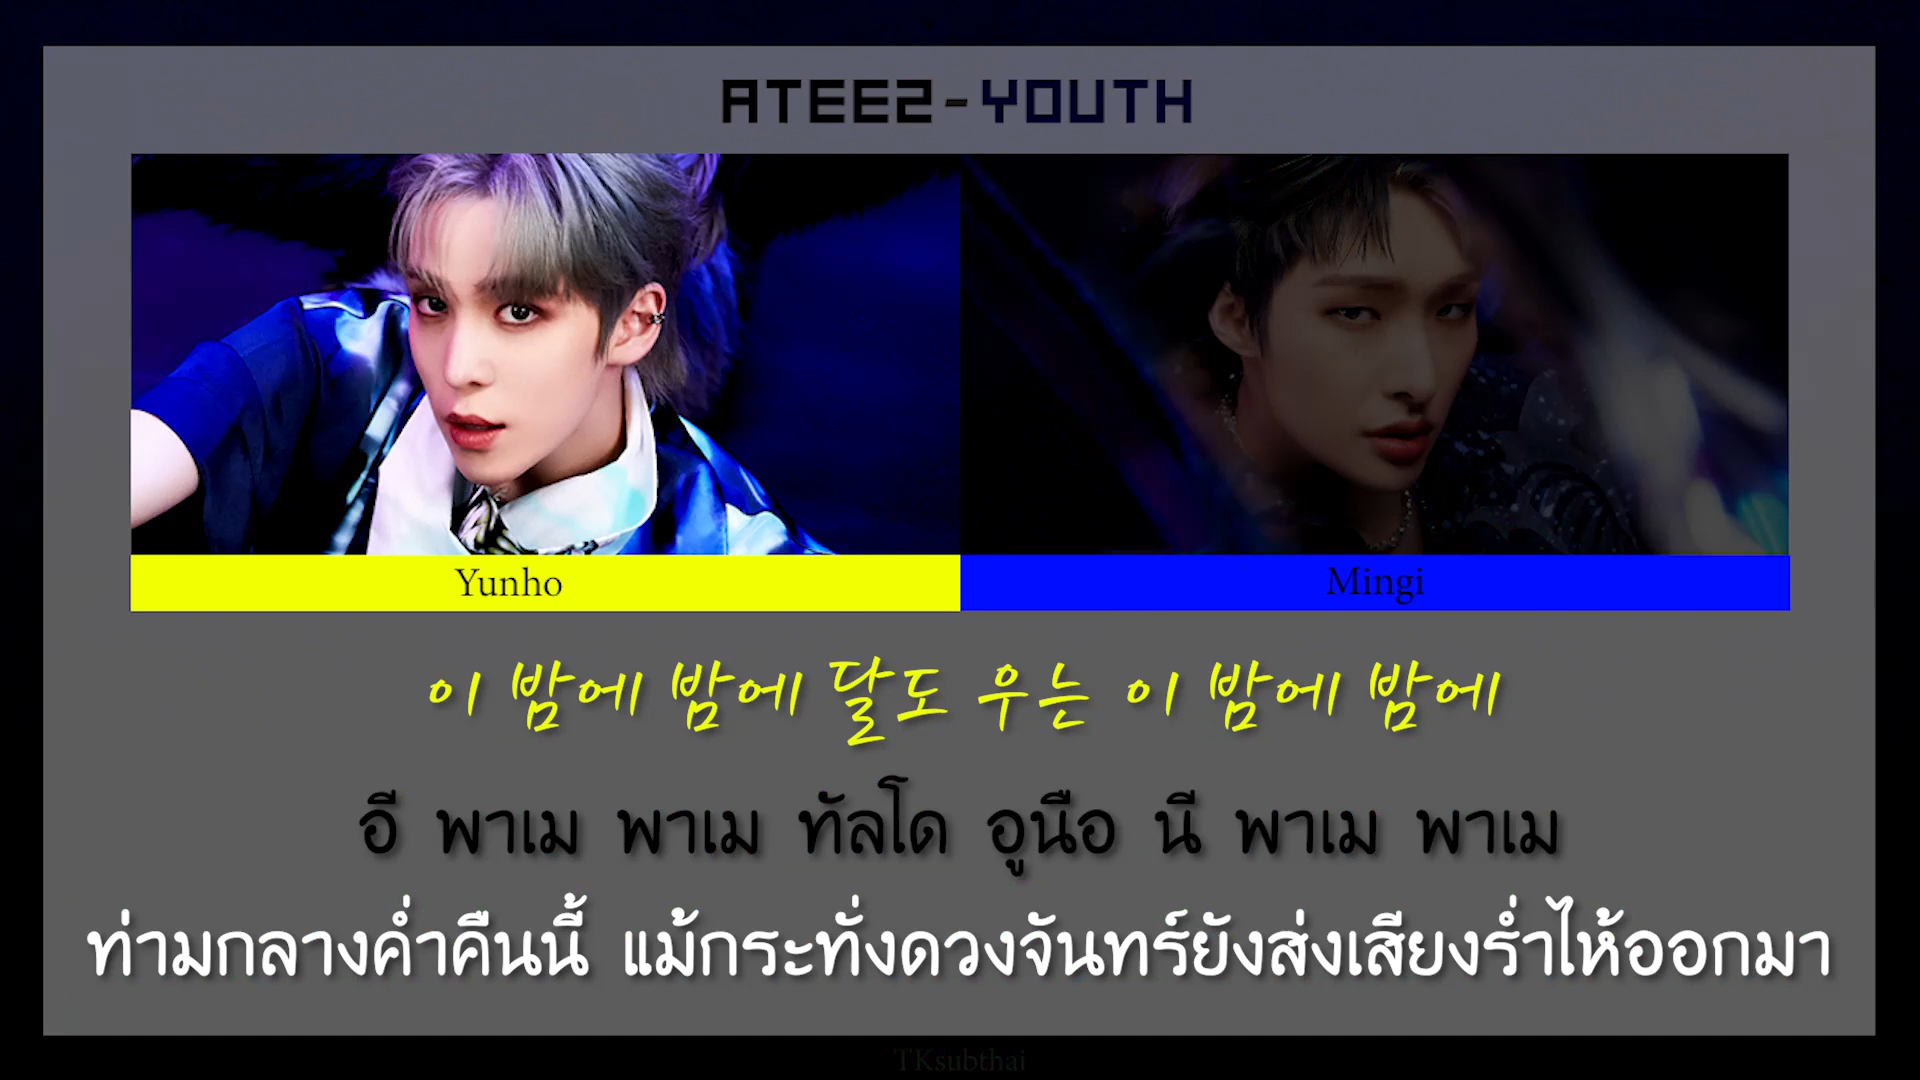 ATEEZ-YOUTH
Yunho
Mingi
이 밤에 밤에 달도 우는 이 밤에 밤에
อี พาเม พาเม ทัลโด อูนือ นี พาเม พาเม
ท่ามกลางค่ำคืนนี้ แม้กระทั่งดวงจันทร์ยังส่งเสียงร่ำไห้ออกมา
TKsubthai